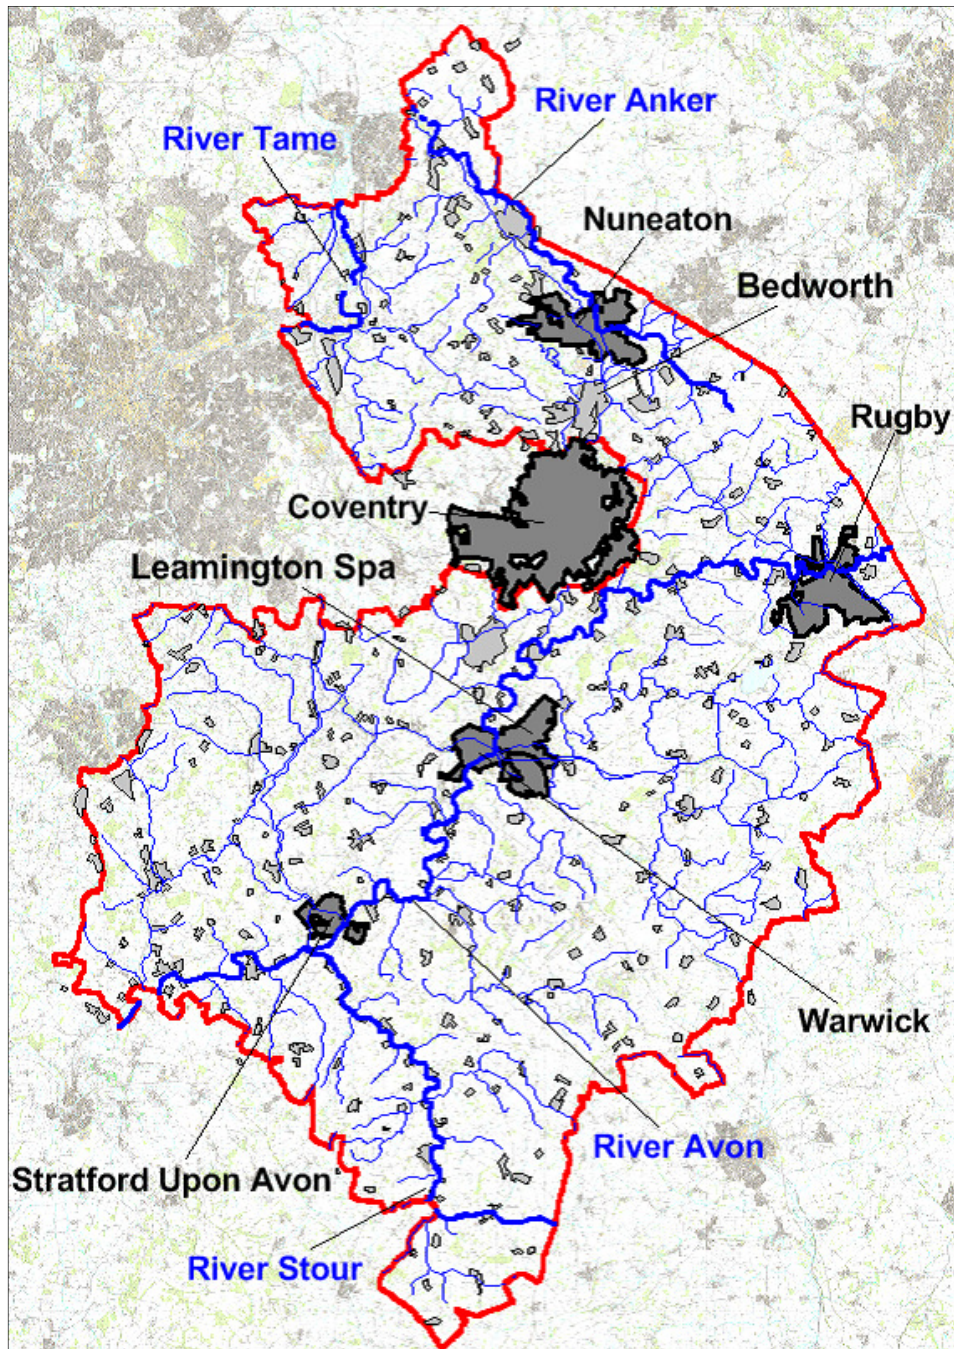 River Anker
River Tame
Nuneaton
Bedworth
Rugby
Coventry
Leamington Spa
Warwick
River Avon
Stratford Upon Avon
River Stour